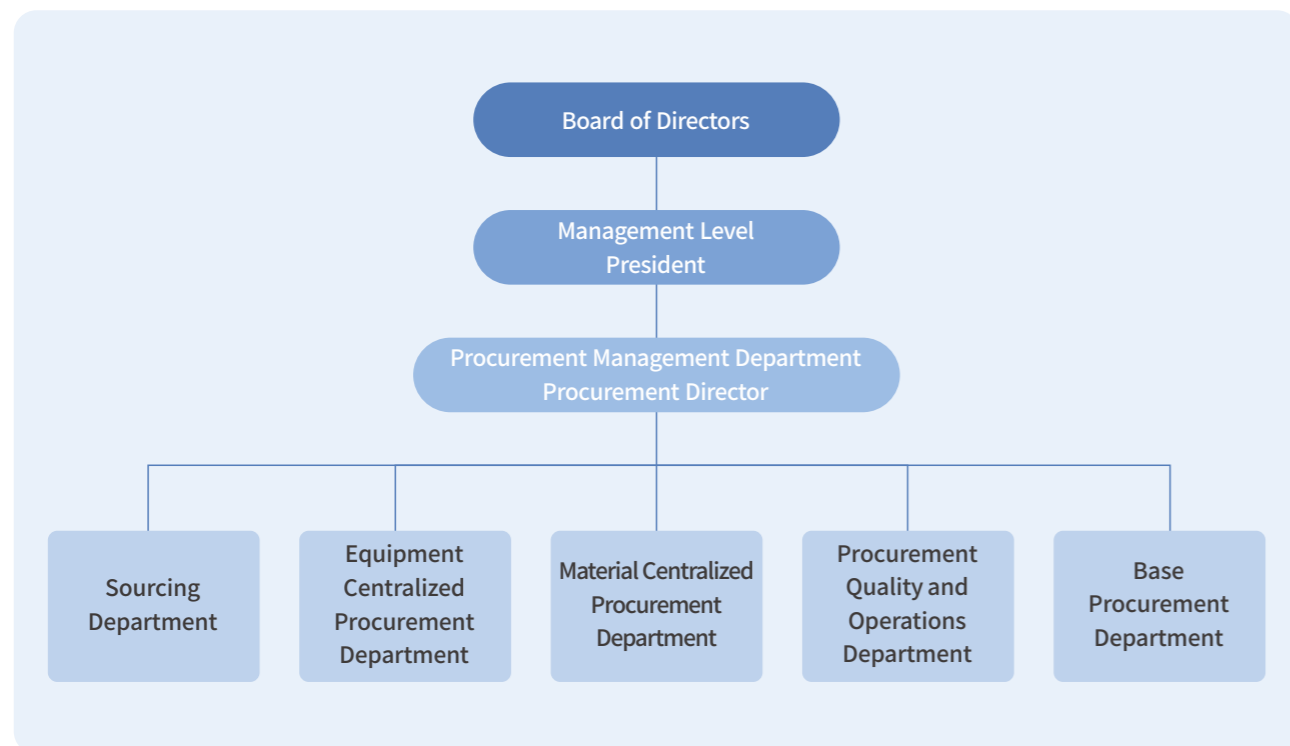 Board of Directors
Management Level
President
Procurement Management Department
Procurement Director
Sourcing
Department
Equipment
Centralized
Procurement
Department
Material Centralized
Procurement
Department
Procurement
Quality and
Operations
Department
Base
Procurement
Department